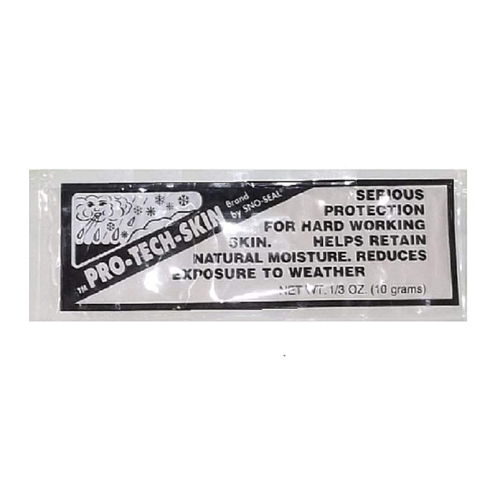 TM PRO-TECH-SKIN
Brand
by SNO-SEAL®
SERIOUS
PROTECTION
FOR HARD WORKING
SKIN. HELPS RETAIN
NATURAL MOISTURE. REDUCES
EXPOSURE TO WEATHER
NET WT. 1/3 OZ. (10 grams)